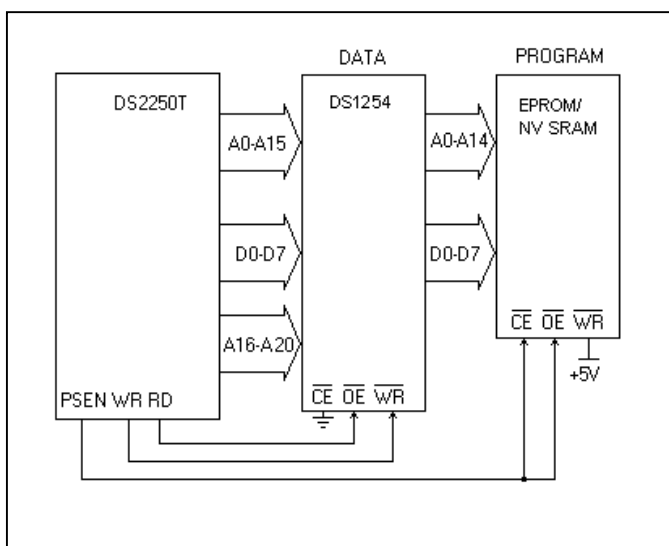 DATA
PROGRAM
DS2250T
DS1254
EPROM/
NV SRAM
A0-A15
A0-A14
D0-D7
D0-D7
A16-A20
CE OE WR
+5V
CE OE WR
PSEN WR RD